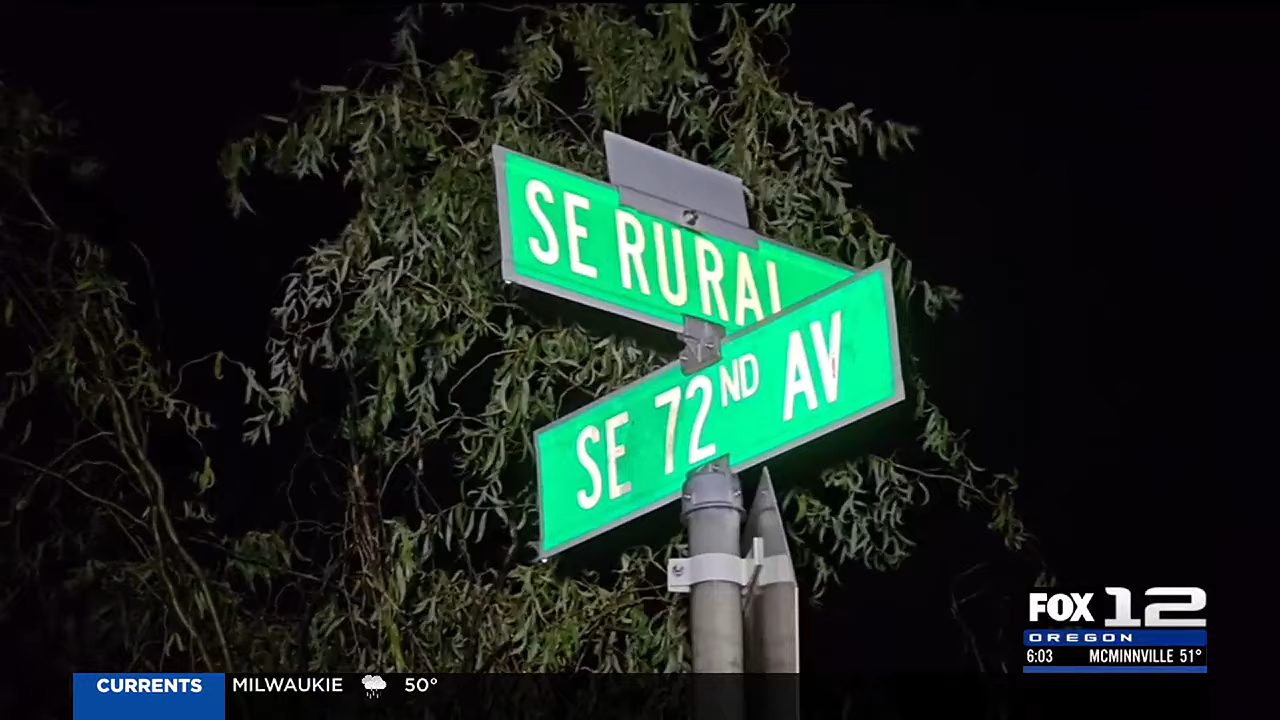 SE RURAL
SE 72ND AV
FOX 12
OREGON
6:03 MCMINNVILLE 51°
CURRENTS MILWAUKIE 50°